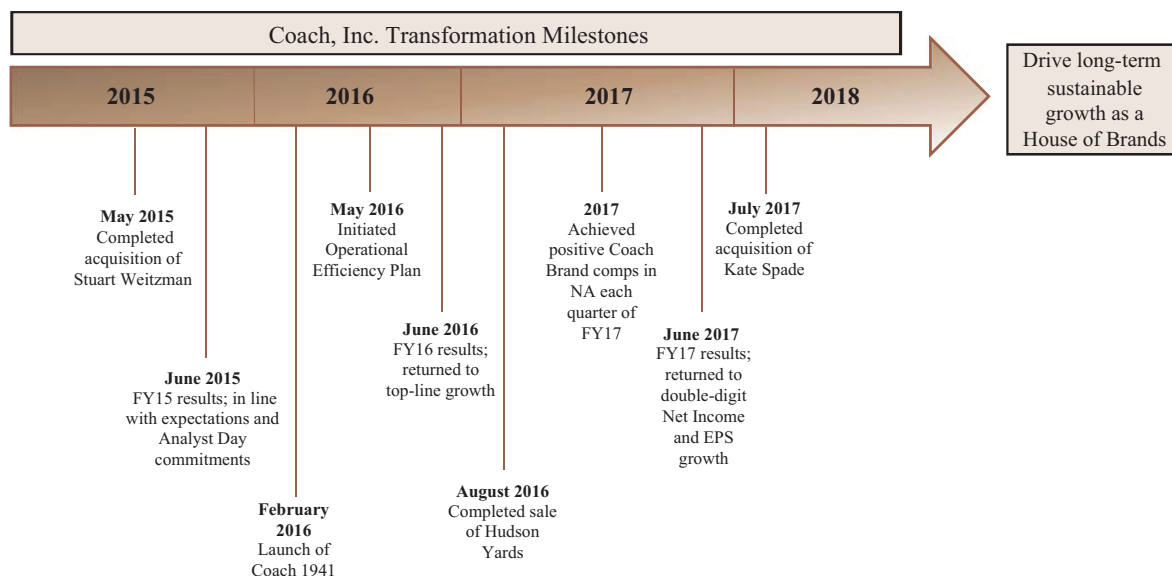 Coach, Inc. Transformation Milestones
2015
2016
2017
2018
Drive long-term
sustainable
growth as a
House of Brands
May 2015
Completed
acquisition of
Stuart Weitzman
June 2015
FY15 results; in line
with expectations and
Analyst Day
commitments
February
2016
Launch of
Coach 1941
May 2016
Initiated
Operational
Efficiency Plan
June 2016
FY16 results;
returned to
top-line growth
August 2016
Completed sale
of Hudson
Yards
2017
Achieved
positive Coach
Brand comps in
NA each
quarter of
FY17
June 2017
FY17 results;
returned to
double-digit
Net Income
and EPS
growth
July 2017
Completed
acquisition of
Kate Spade